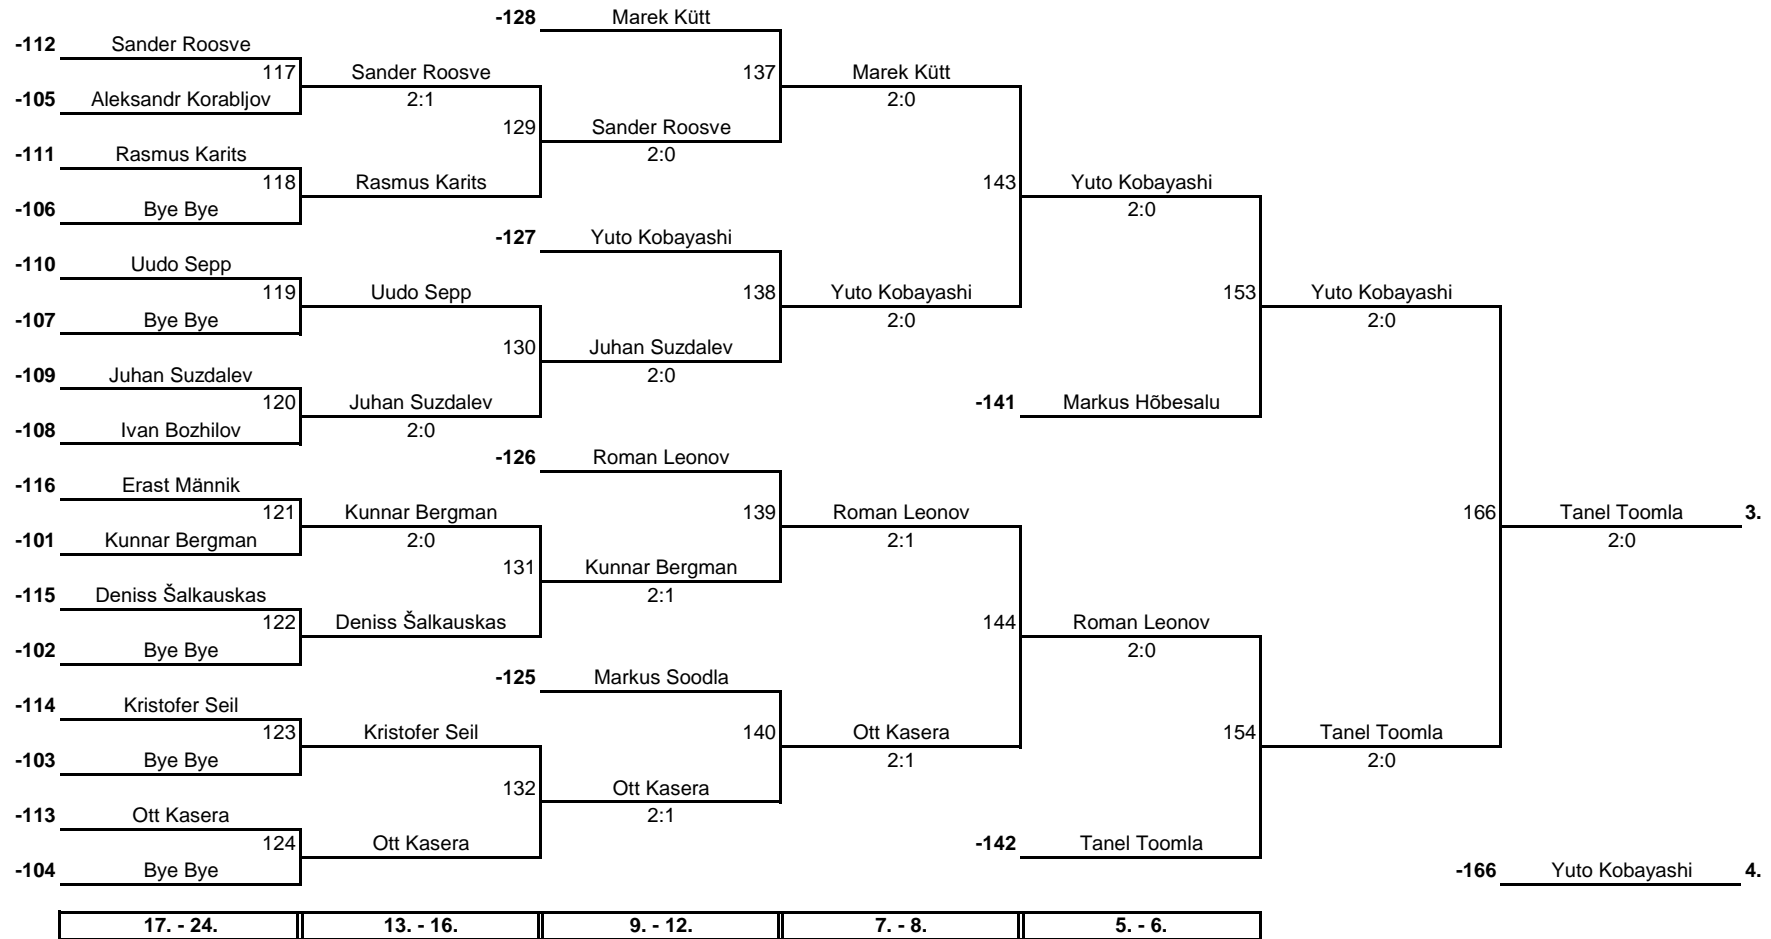 -128 Marek Kütt
-112 Sander Roosve
117 Sander Roosve 137 Marek Kütt
-105 Aleksandr Korabljov 2:1 2:0
129 Sander Roosve
-111 Rasmus Karits 2:0
118 Rasmus Karits 143 Yuto Kobayashi
-106 Bye Bye 2:0
-127 Yuto Kobayashi
-110 Uudo Sepp
119 Uudo Sepp 138 Yuto Kobayashi 153 Yuto Kobayashi
-107 Bye Bye 2:0 2:0
130 Juhan Suzdalev
-109 Juhan Suzdalev 2:0
120 Juhan Suzdalev -141 Markus Hõbesalu
-108 Ivan Bozhilov 2:0
-126 Roman Leonov
-116 Erast Männik
121 Kunnar Bergman 139 Roman Leonov 166 Tanel Toomla 3.
-101 Kunnar Bergman 2:0 2:1 2:0
131 Kunnar Bergman
-115 Deniss Šalkauskas 2:1
122 Deniss Šalkauskas 144 Roman Leonov
-102 Bye Bye 2:0
-125 Markus Soodla
-114 Kristofer Seil
123 Kristofer Seil 140 Ott Kasera 154 Tanel Toomla
-103 Bye Bye 2:1 2:0
132 Ott Kasera
-113 Ott Kasera 2:1
124 Ott Kasera -142 Tanel Toomla
-104 Bye Bye -166 Yuto Kobayashi 4.
17. - 24. 13. - 16. 9. - 12. 7. - 8. 5. - 6.